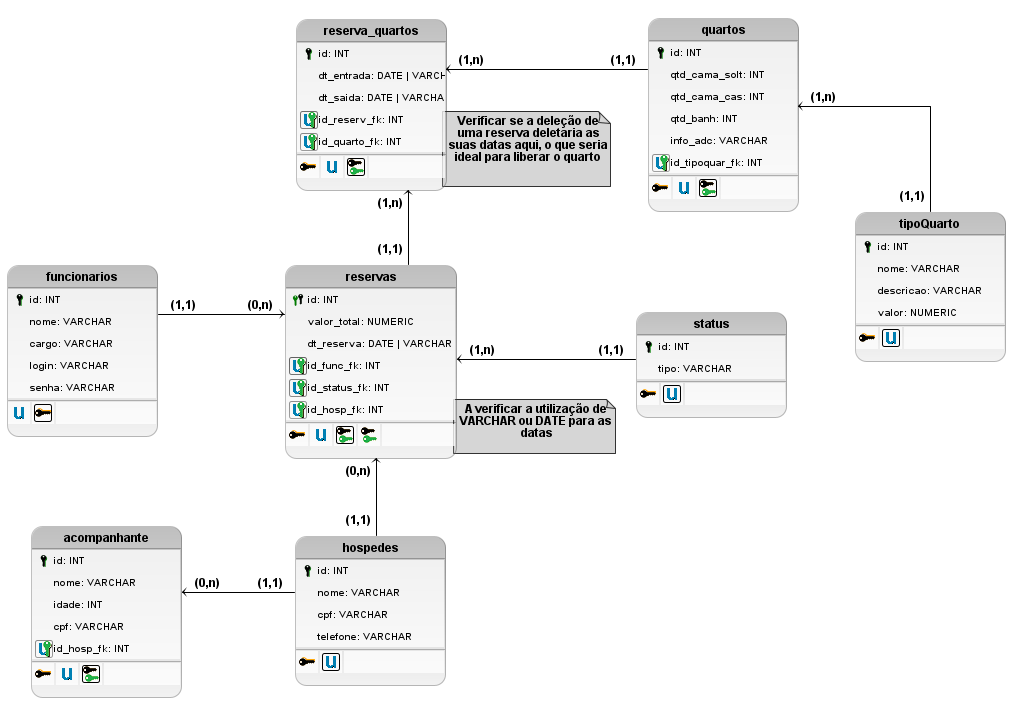 reserva_quartos
id: INT
dt_entrada: DATE | VARCH
dt_saida: DATE | VARCHA
id_reserv_fk: INT
id_quarto_fk: INT
Verificar se a deleção de
uma reserva deletaria as
suas datas aqui, o que seria
ideal para liberar o quarto
(1,n)
(1,1)
quartos
id: INT
qtd_cama_solt: INT
qtd_cama_cas: INT
qtd_banh: INT
info_adc: VARCHAR
id_tipoquar_fk: INT
(1,n)
(1,1)
tipoQuarto
id: INT
nome: VARCHAR
descricao: VARCHAR
valor: NUMERIC
(1,n)
(1,1)
funcionarios
id: INT
nome: VARCHAR
cargo: VARCHAR
login: VARCHAR
senha: VARCHAR
(1,1)
(0,n)
reservas
id: INT
valor_total: NUMERIC
dt_reserva: DATE | VARCHAR
id_func_fk: INT
id_status_fk: INT
id_hosp_fk: INT
A verificar a utilização de
VARCHAR ou DATE para as
datas
(1,n)
(1,1)
status
id: INT
tipo: VARCHAR
(0,n)
(1,1)
acompanhante
id: INT
nome: VARCHAR
idade: INT
cpf: VARCHAR
id_hosp_fk: INT
(0,n)
(1,1)
hospedes
id: INT
nome: VARCHAR
cpf: VARCHAR
telefone: VARCHAR